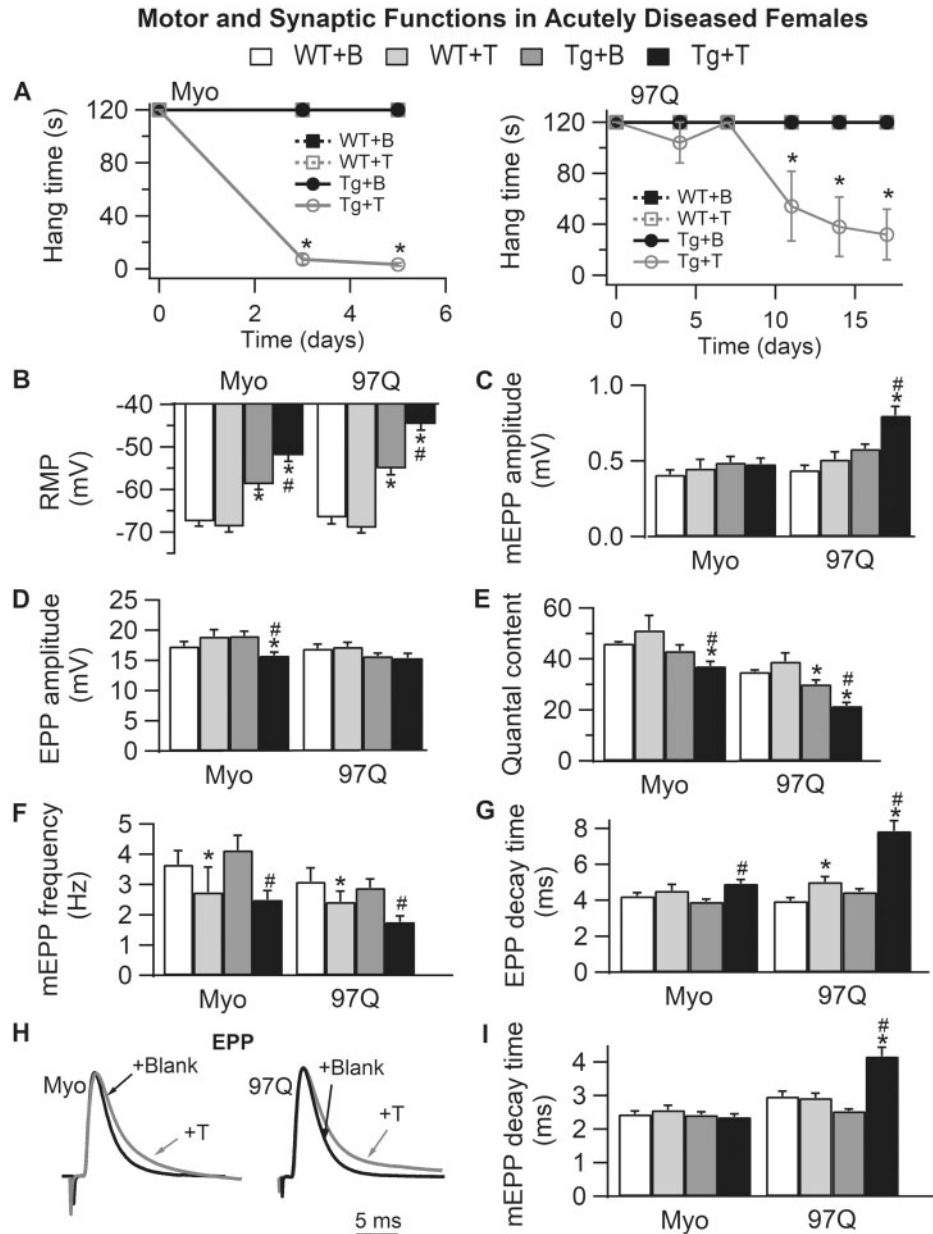 Motor and Synaptic Functions in Acutely Diseased Females
WT+B WT+T Tg+B Tg+T
A
Myo
Hang time (s)
120
80
40
0
WT+B
WT+T
Tg+B
Tg+T
* *
0 2 4 6
Time (days)
97Q
Hang time (s)
120
80
40
0
WT+B
WT+T
Tg+B
Tg+T
* * *
0 5 10 15
Time (days)
B
Myo 97Q
RMP
(mV)
-40
-50
-60
-70
* * # * * #
C
mEPP amplitude
(mV)
1.0
0.5
0.0
# *
Myo 97Q
D
EPP amplitude
(mV)
25
20
15
10
5
0
# *
Myo 97Q
E
Quantal content
60
40
20
0
# * * # *
Myo 97Q
F
mEPP frequency
(Hz)
5
4
3
2
1
0
* # * #
Myo 97Q
G
EPP decay time
(ms)
8
6
4
2
0
# * # *
Myo 97Q
H
EPP
Myo
+Blank
+T
97Q
+Blank
+T
5 ms
I
mEPP decay time
(ms)
5
4
3
2
1
0
# *
Myo 97Q